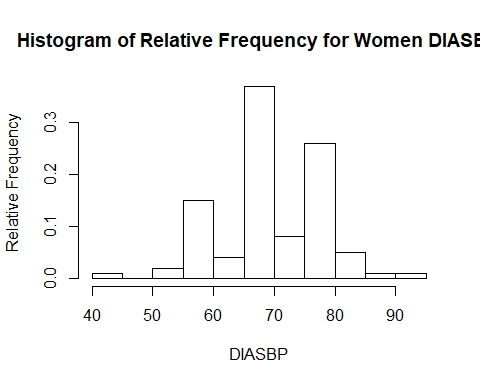 Histogram of Relative Frequency for Women DIASB
Relative Frequency
0.3
0.2
0.1
0.0
40 50 60 70 80 90
DIASBP